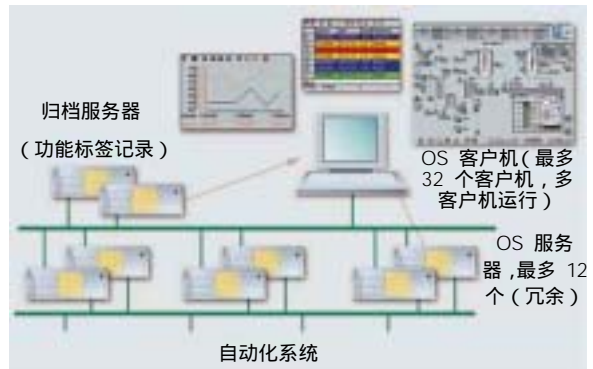 归档服务器
（功能标签记录）
OS 客户机（最多
32 个客户机，多
客户机运行）
OS 服务
器，最多 12
个（冗余）
自动化系统